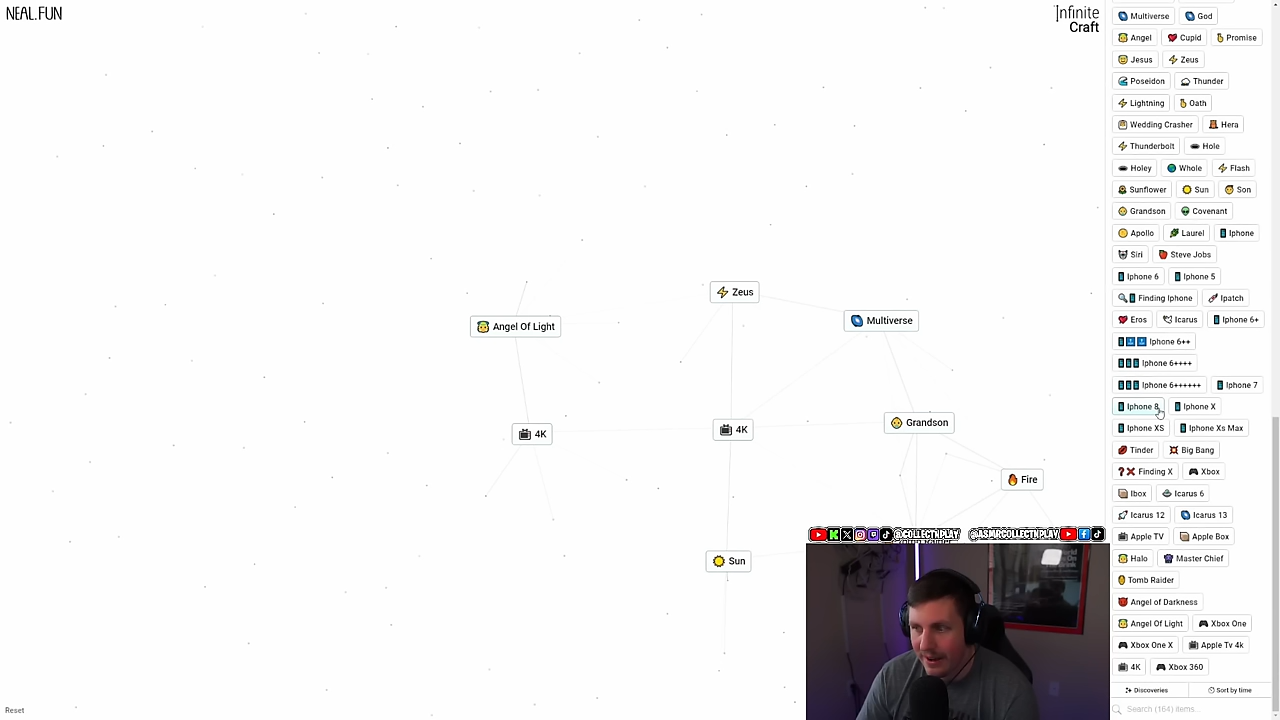 NEAL.FUN
Infinite
Craft
Angel Of Light
Zeus
Multiverse
4K
4K
Grandson
Fire
Sun
@COLLECTNPLAY
@ASMRCOLLECTNPLAY
Reset
Multiverse God
Angel Cupid Promise
Jesus Zeus
Poseidon Thunder
Lightning Oath
Wedding Crasher Hera
Thunderbolt Hole
Holey Whole Flash
Sunflower Sun Son
Grandson Covenant
Apollo Laurel Iphone
Siri Steve Jobs
Iphone 6 Iphone 5
Finding Iphone Ipatch
Eros Icarus Iphone 6+
Iphone 6++
Iphone 6++++
Iphone 6++++++ Iphone 7
Iphone 8 Iphone X
Iphone XS Iphone Xs Max
Tinder Big Bang
Finding X Xbox
Ibox Icarus 6
Icarus 12 Icarus 13
Apple TV Apple Box
Halo Master Chief
Tomb Raider
Angel of Darkness
Angel Of Light Xbox One
Xbox One X Apple Tv 4k
4K Xbox 360
Discoveries Sort by time
Search (164) items...